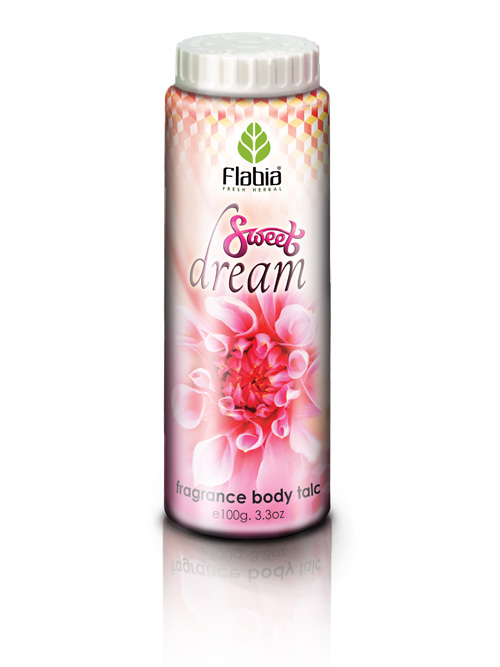 Flabia®
FRESH HERBAL
Sweet
dream
fragrance body talc
e100g. 3.3oz